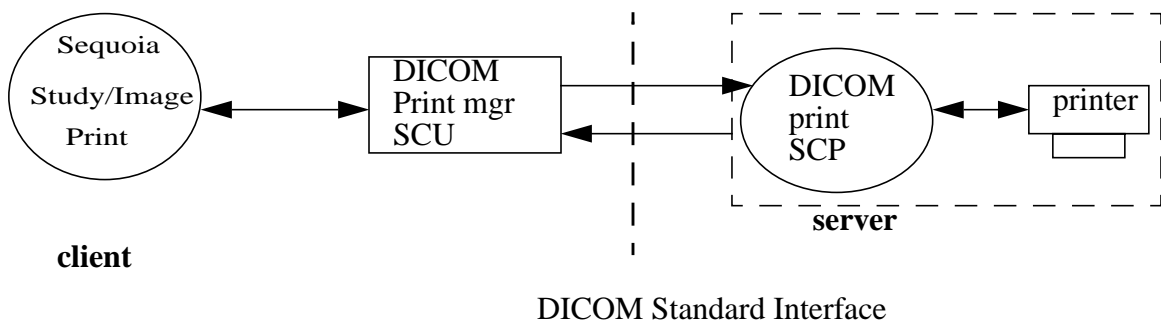 Sequoia
Study/Image
Print
DICOM
Print mgr
SCU
DICOM
print
SCP
printer
server
client
DICOM Standard Interface